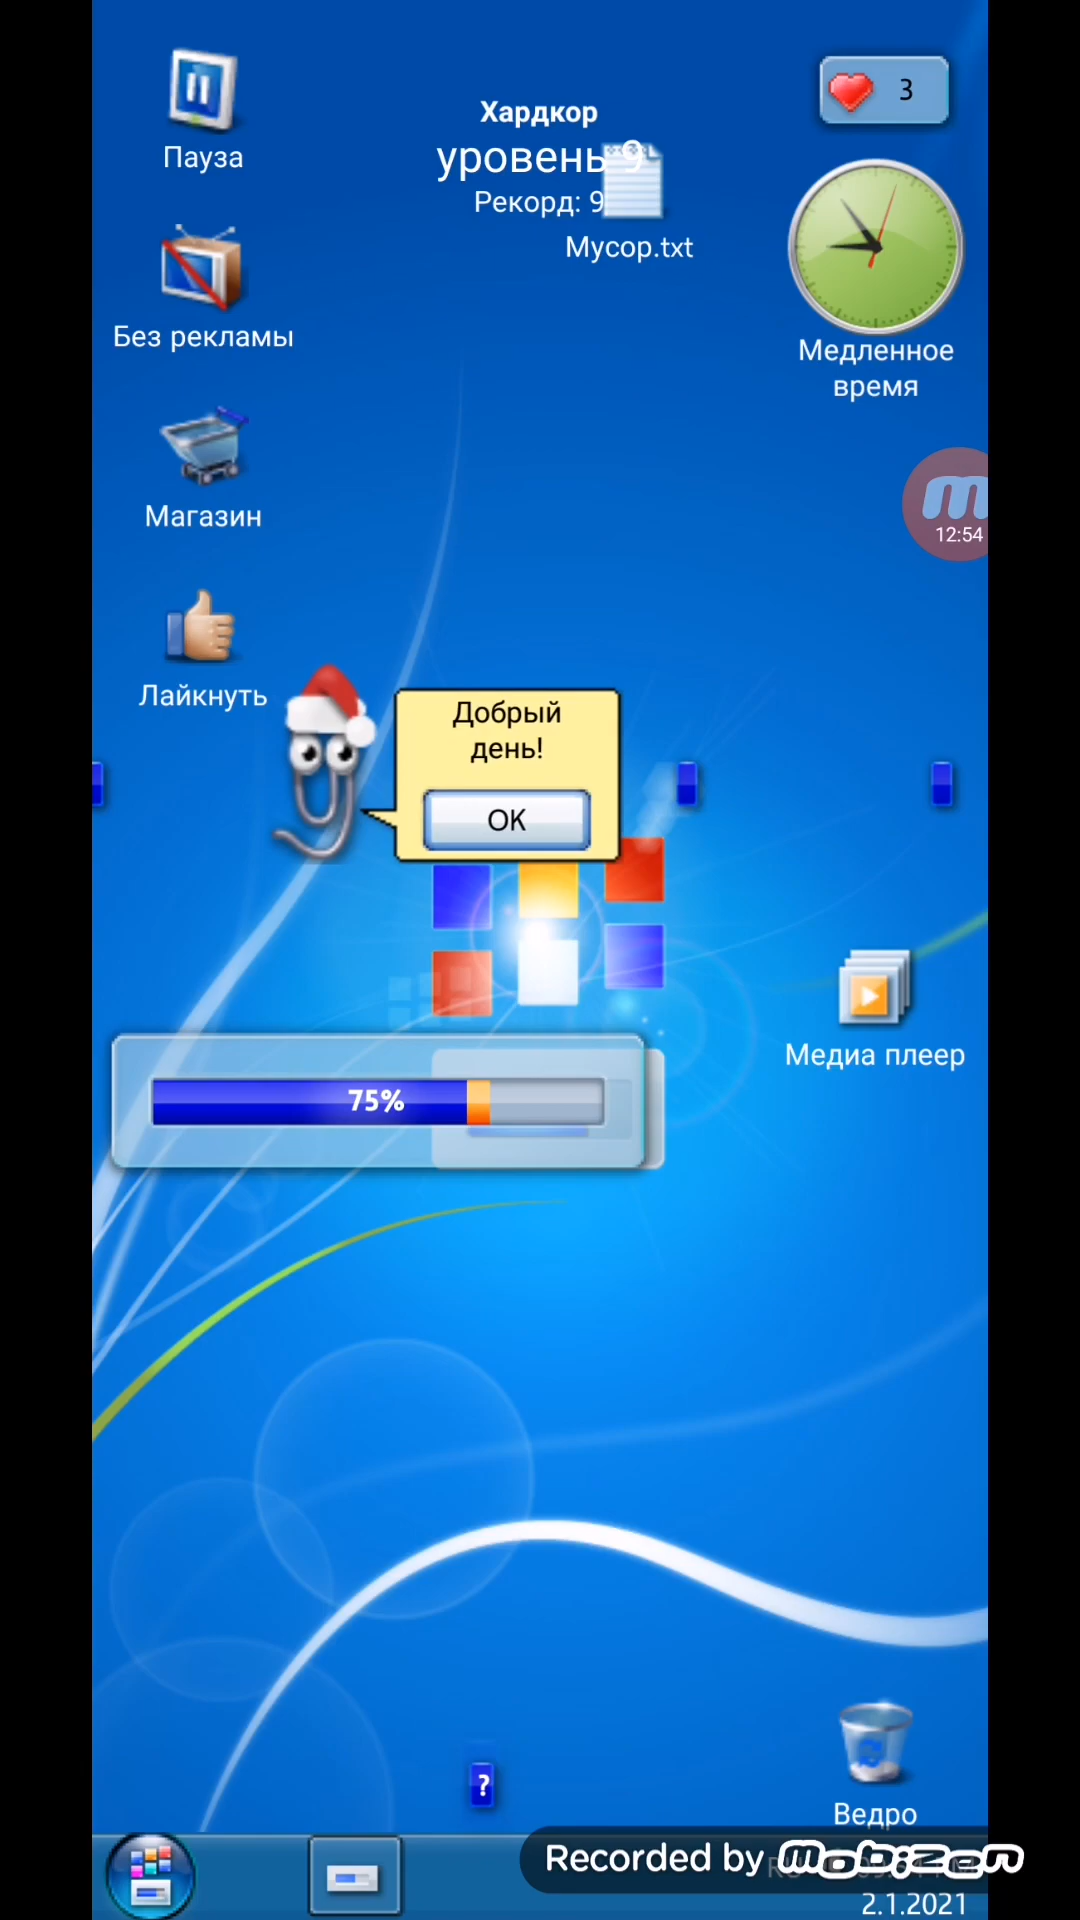 Пауза
Хардкор
уровень 9
Рекорд: 9
3
Мусор.txt
Без рекламы
Медленное
время
Магазин
12:54
Лайкнуть
Добрый
день!
OK
Медиа плеер
75%
?
Ведро
Recorded by mobizen
2.1.2021